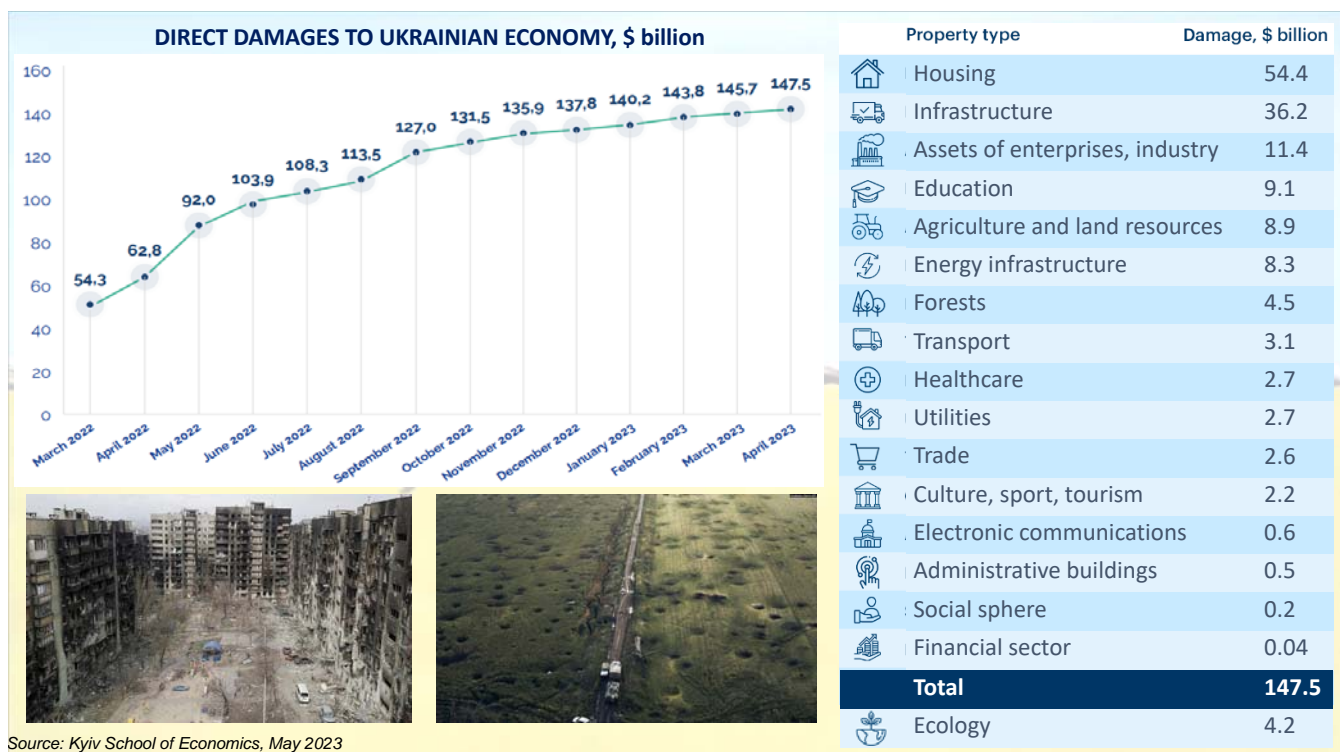 DIRECT DAMAGES TO UKRAINIAN ECONOMY, $ billion
160
140
120
100
80
60
40
20
0
54,3
62,8
92,0
103,9
108,3
113,5
127,0
131,5
135,9
137,8
140,2
143,8
145,7
147,5
March 2022
April 2022
May 2022
June 2022
July 2022
August 2022
September 2022
October 2022
November 2022
December 2022
January 2023
February 2023
March 2023
April 2023
Property type Damage, $ billion
Housing 54.4
Infrastructure 36.2
Assets of enterprises, industry 11.4
Education 9.1
Agriculture and land resources 8.9
Energy infrastructure 8.3
Forests 4.5
Transport 3.1
Healthcare 2.7
Utilities 2.7
Trade 2.6
Culture, sport, tourism 2.2
Electronic communications 0.6
Administrative buildings 0.5
Social sphere 0.2
Financial sector 0.04
Total 147.5
Ecology 4.2
Source: Kyiv School of Economics, May 2023